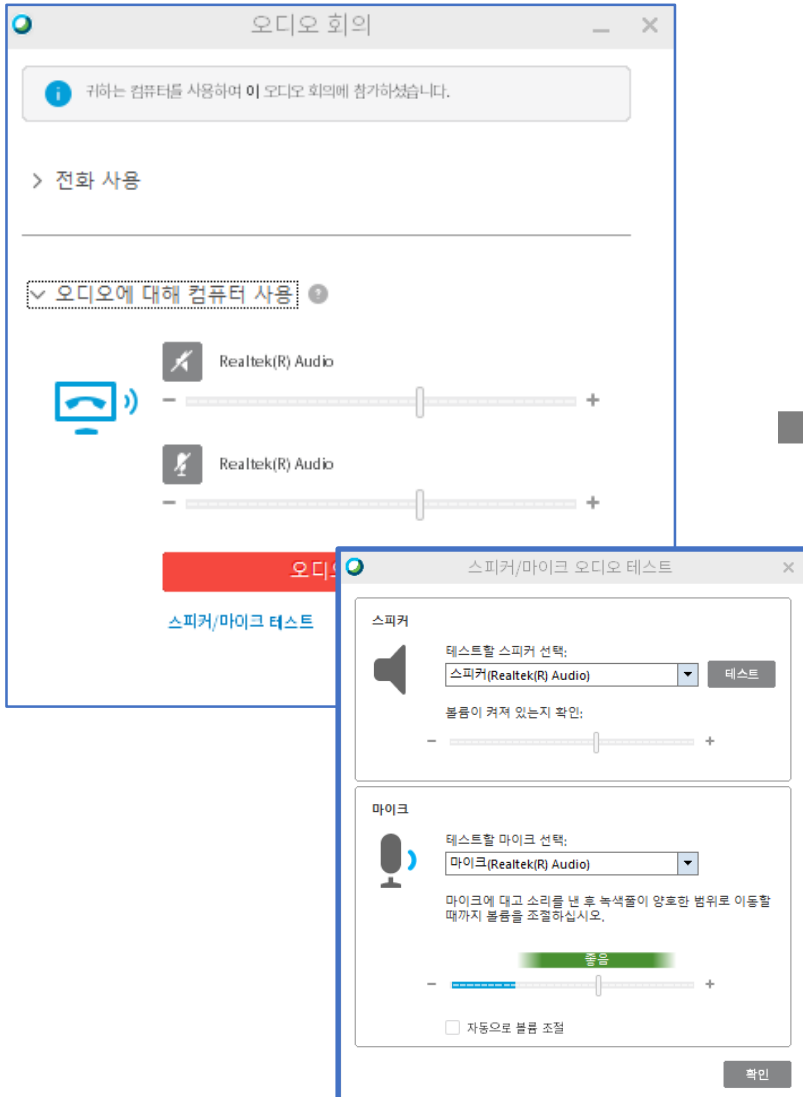 오디오 회의
귀하는 컴퓨터를 사용하여 이 오디오 회의에 참가하셨습니다.
전화 사용
오디오에 대해 컴퓨터 사용
Realtek(R) Audio
Realtek(R) Audio
스피커/마이크 테스트
스피커/마이크 오디오 테스트
스피커
테스트할 스피커 선택:
스피커(Realtek(R) Audio)
테스트
볼륨이 켜져 있는지 확인:
마이크
테스트할 마이크 선택:
마이크(Realtek(R) Audio)
마이크에 대고 소리를 낸 후 녹색풀이 양호한 범위로 이동할
때까지 볼륨을 조절하십시오.
좋음
자동으로 볼륨 조절
확인